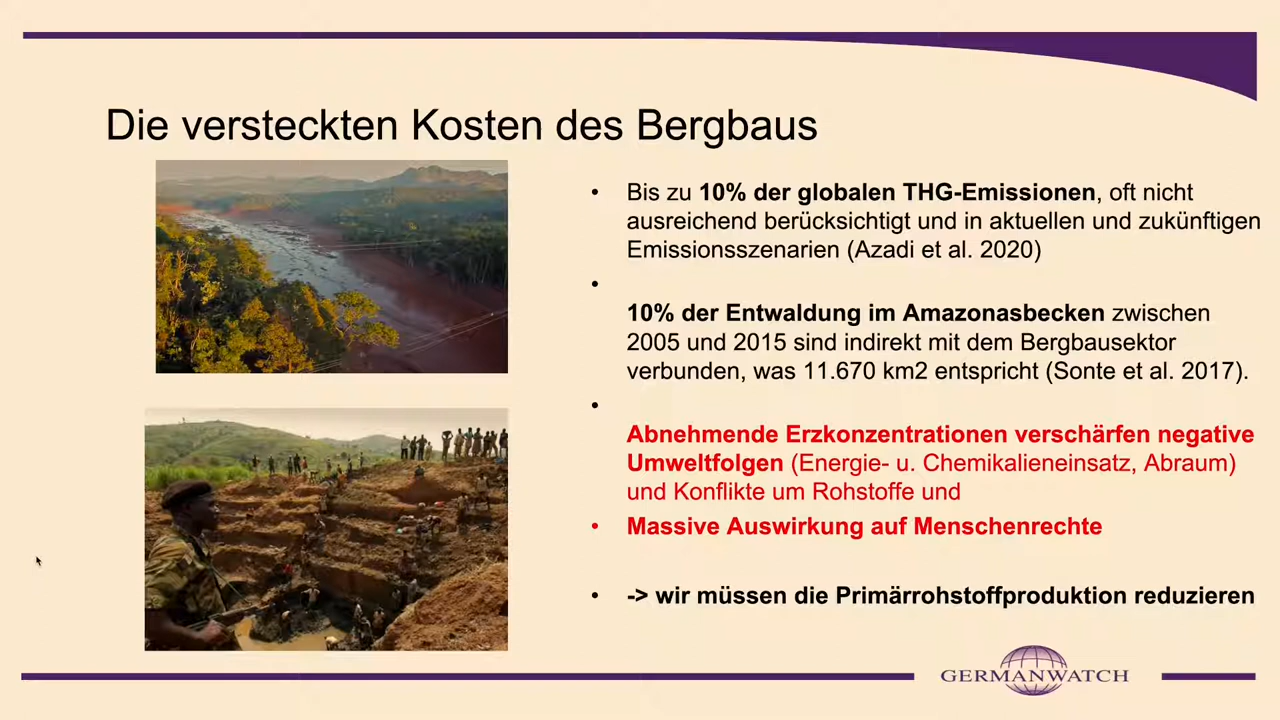 Die versteckten Kosten des Bergbaus
• Bis zu 10% der globalen THG-Emissionen, oft nicht
ausreichend berücksichtigt und in aktuellen und zukünftigen
Emissionsszenarien (Azadi et al. 2020)
•
10% der Entwaldung im Amazonasbecken zwischen
2005 und 2015 sind indirekt mit dem Bergbausektor
verbunden, was 11.670 km2 entspricht (Sonte et al. 2017).
•
Abnehmende Erzkonzentrationen verschärfen negative
Umweltfolgen (Energie- u. Chemikalieneinsatz, Abraum)
und Konflikte um Rohstoffe und
• Massive Auswirkung auf Menschenrechte
• -> wir müssen die Primärrohstoffproduktion reduzieren
GERMANWATCH